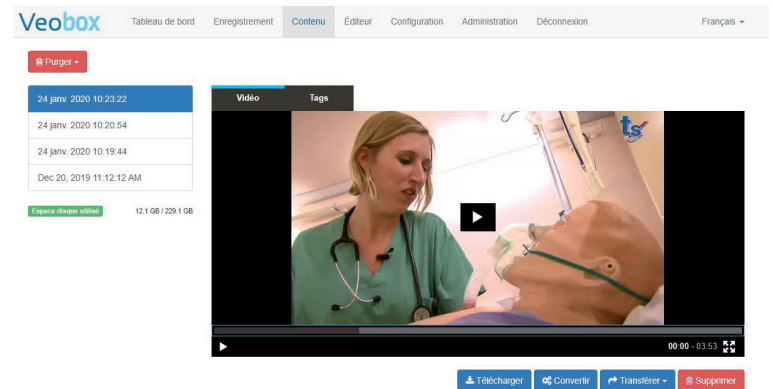 Veobox Tableau de bord Enregistrement Contenu Éditeur Configuration Administration Déconnexion Français
Purger
24 janv. 2020 10:23:22
24 janv. 2020 10:20:54
24 janv. 2020 10:19:44
Dec 20, 2019 11:12:12 AM
Espace disque utilisé 12.1 GB / 229.1 GB
Vidéo Tags
ts
00:00 - 03:53
Télécharger Convertir Transférer Supprimer